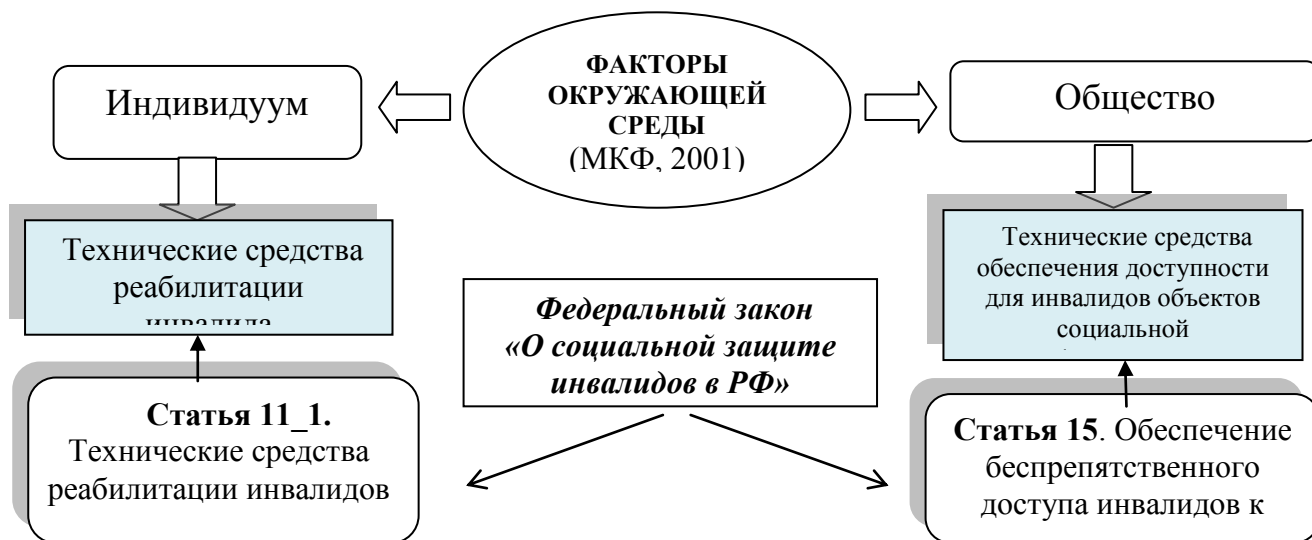 ФАКТОРЫ
ОКРУЖАЮЩЕЙ
СРЕДЫ
(МКФ, 2001)
Индивидуум
Общество
Технические средства
реабилитации
инвалида
Технические средства
обеспечения доступности
для инвалидов объектов
социальной
Федеральный закон
«О социальной защите
инвалидов в РФ»
Статья 11_1.
Технические средства
реабилитации инвалидов
Статья 15. Обеспечение
беспрепятственного
доступа инвалидов к